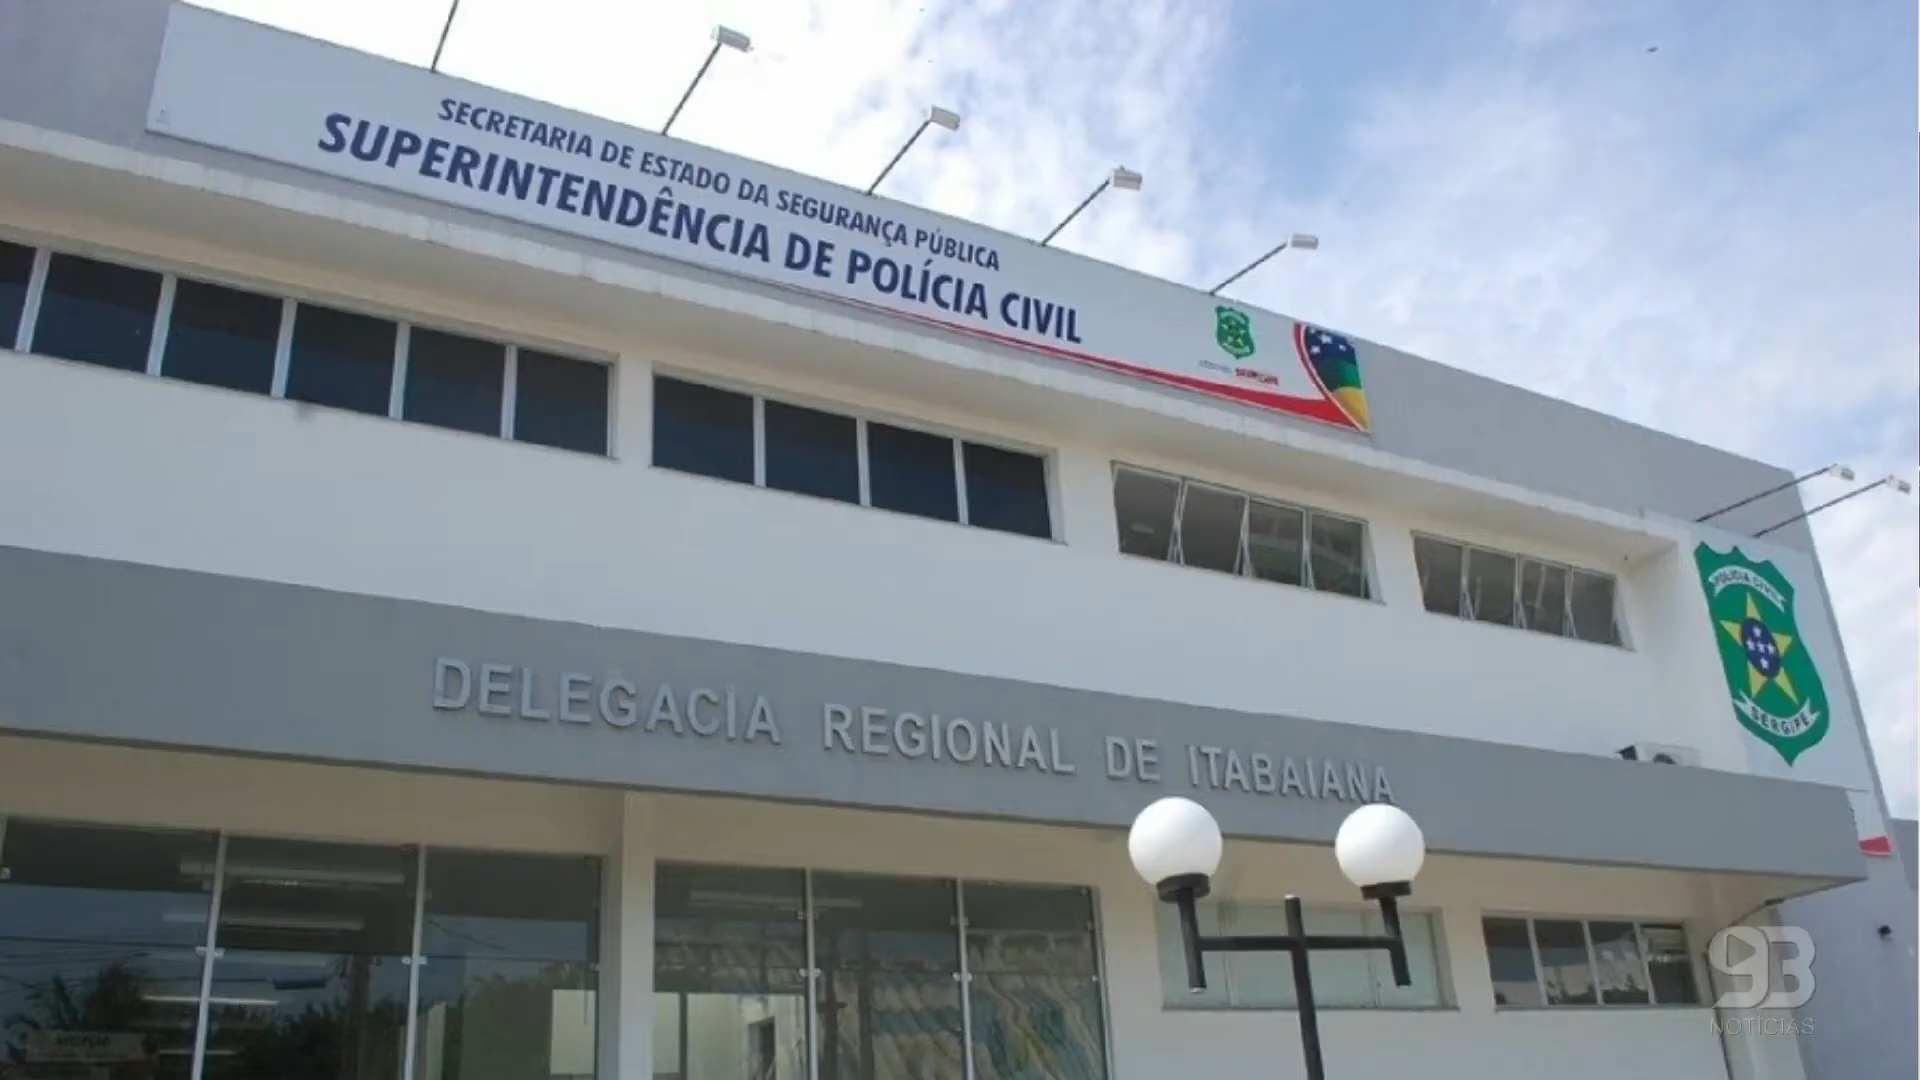 SECRETARIA DE ESTADO DA SEGURANÇA PÚBLICA
SUPERINTENDÊNCIA DE POLÍCIA CIVIL
SERGIPE
POLÍCIA CIVIL
SERGIPE
DELEGACIA REGIONAL DE ITABAIANA
93
NOTÍCIAS